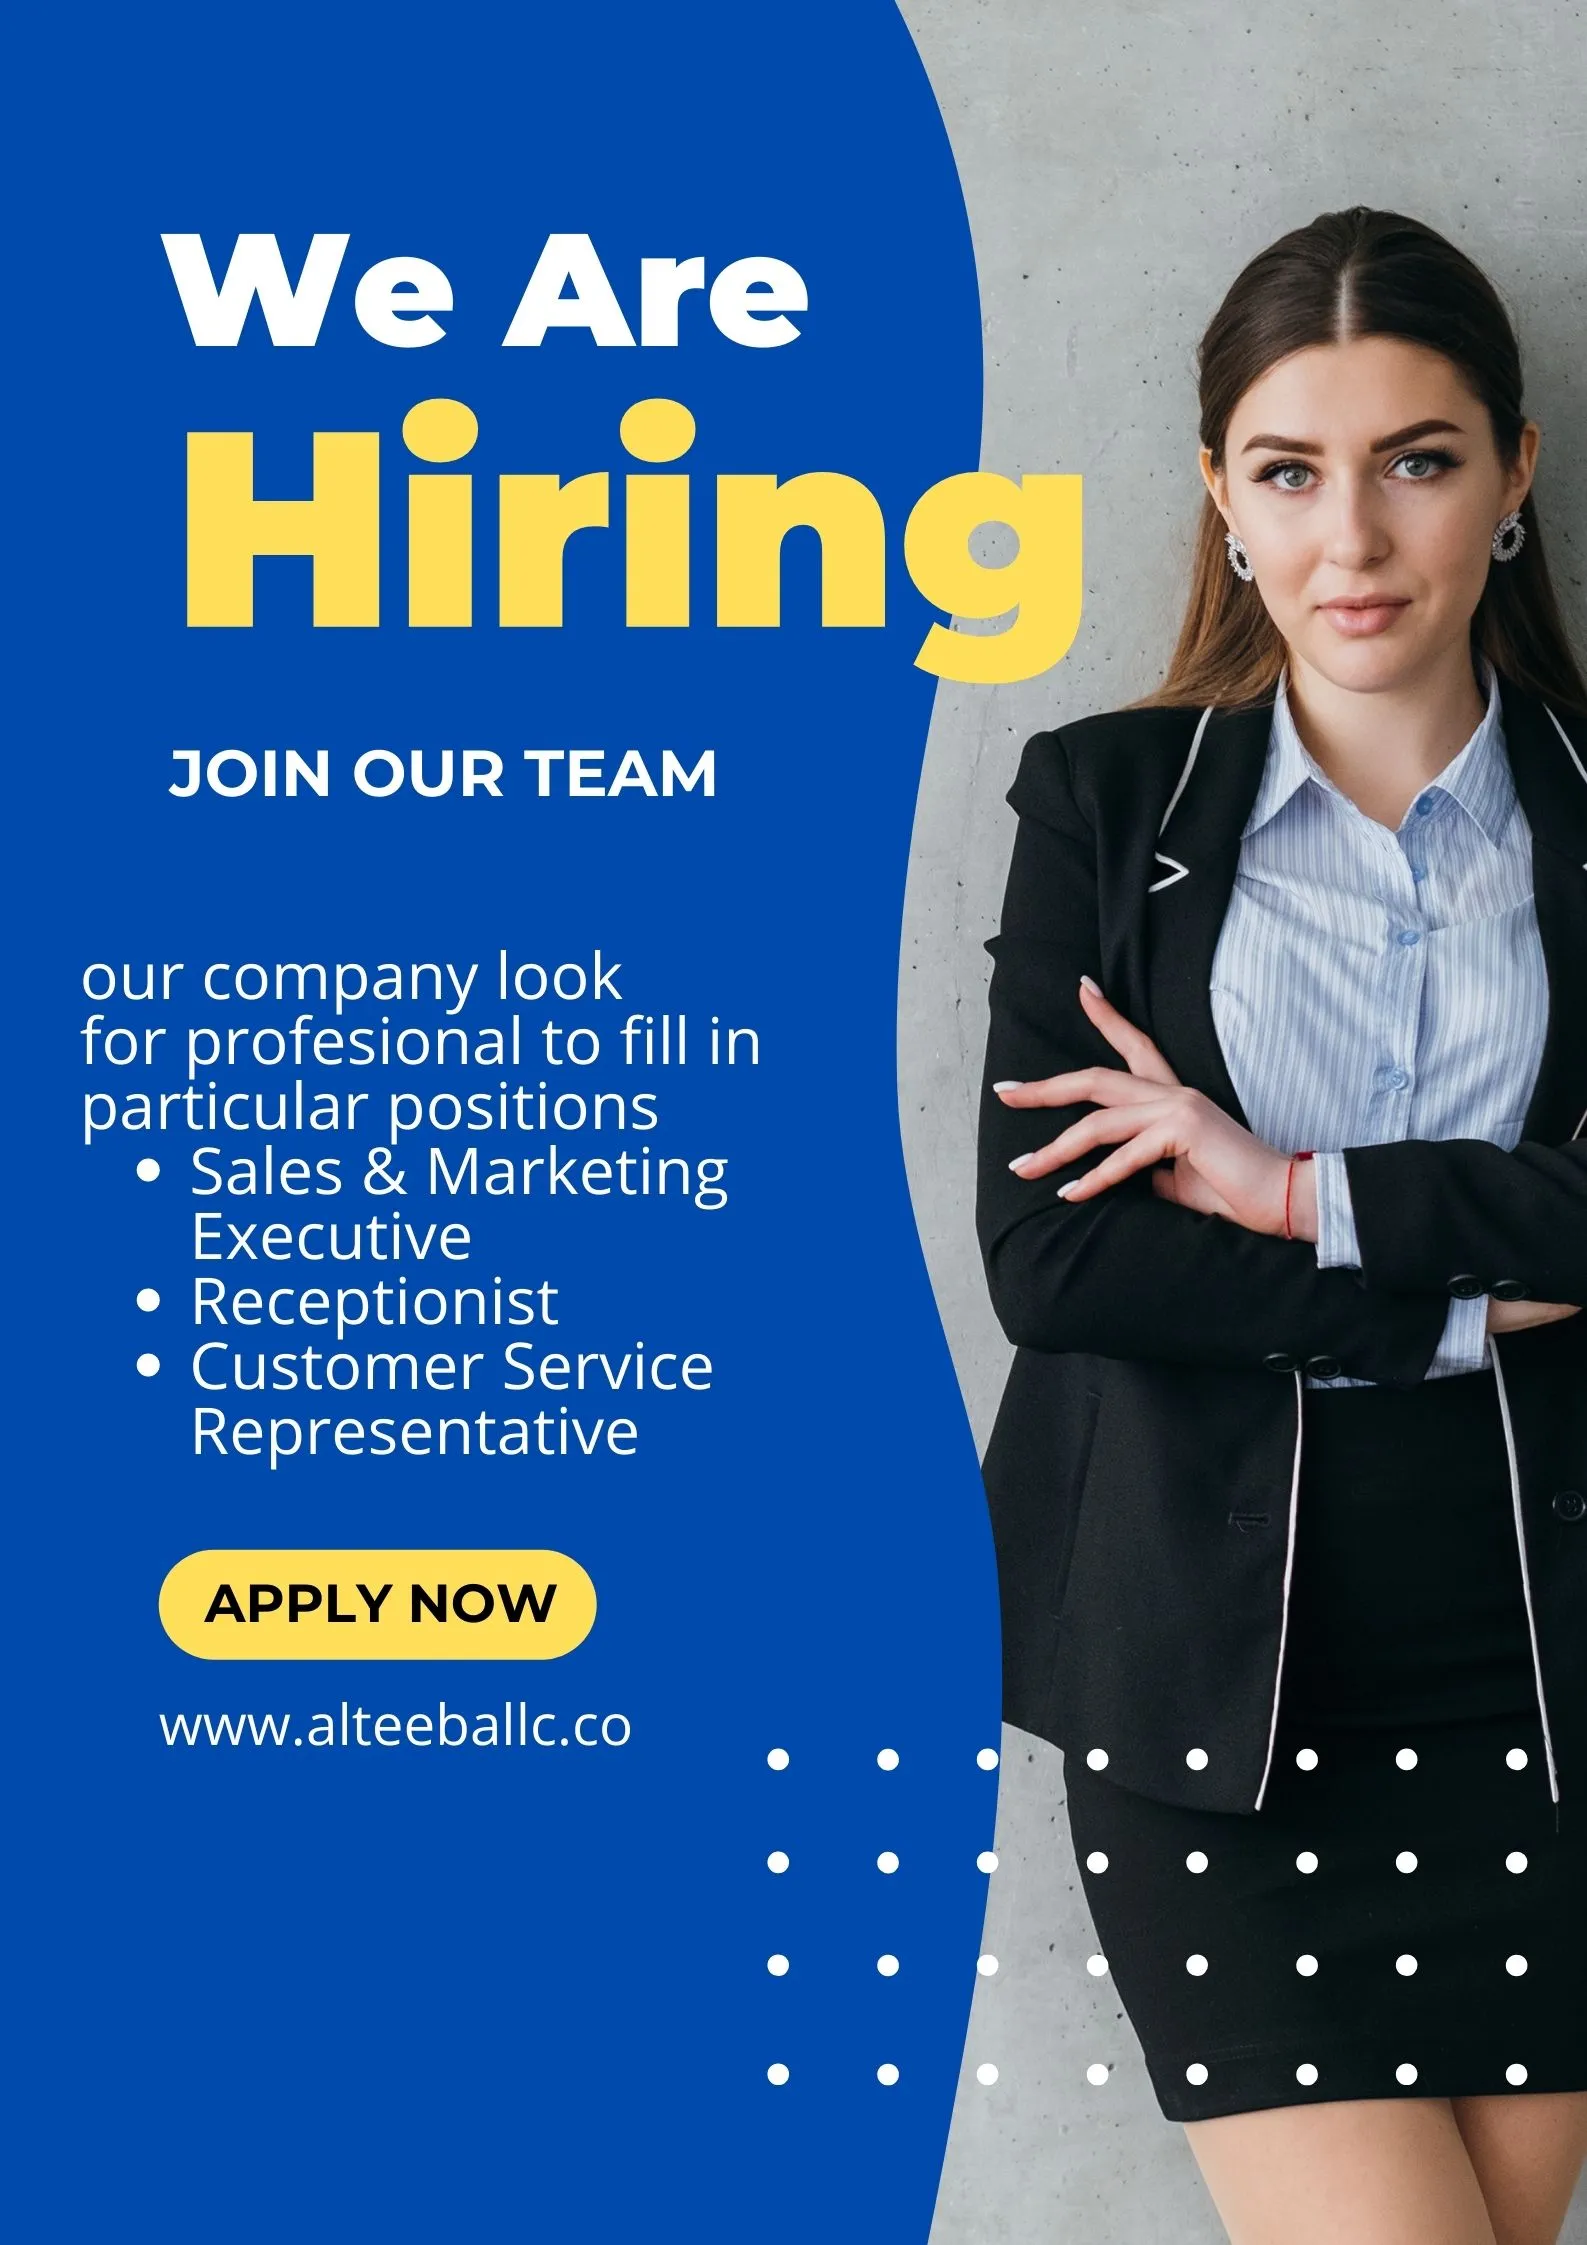 We Are
Hiring
JOIN OUR TEAM
our company look
for profesional to fill in
particular positions
• Sales & Marketing
Executive
• Receptionist
• Customer Service
Representative
APPLY NOW
www.alteeballc.co